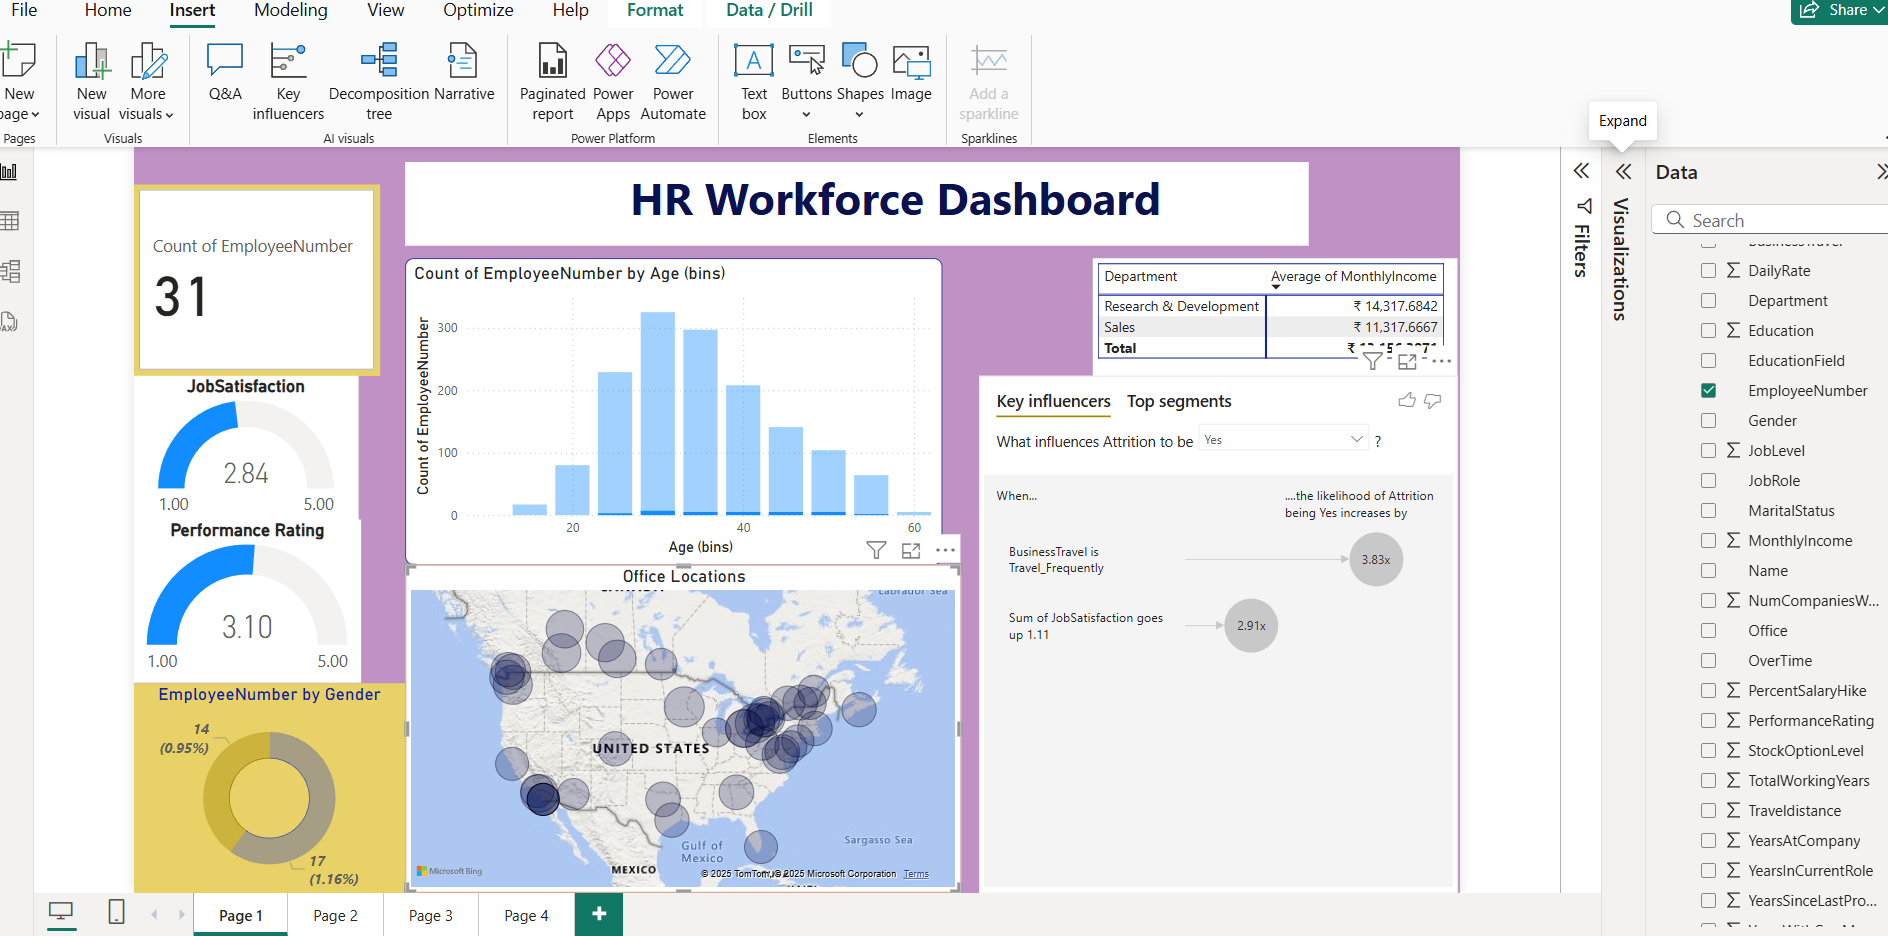 File Home Insert Modeling View Optimize Help Format Data / Drill Share
New page
New visual
More visuals
Q&A
Key influencers
Decomposition tree
Narrative
Paginated report
Power Apps
Power Automate
Text box
Buttons
Shapes
Image
Add a sparkline
Pages Visuals AI visuals Power Platform Elements Sparklines
Expand
HR Workforce Dashboard
Count of EmployeeNumber
31
JobSatisfaction
2.84
1.00 5.00
Performance Rating
3.10
1.00 5.00
EmployeeNumber by Gender
14
(0.95%)
17
(1.16%)
Count of EmployeeNumber by Age (bins)
Count of EmployeeNumber
300
200
100
0
20 40 60
Age (bins)
Office Locations
Labrador Sea
UNITED STATES
Sargasso Sea
Gulf of
Mexico
MEXICO
Microsoft Bing
© 2025 Microsoft Corporation Terms
Department Average of MonthlyIncome
Research & Development ₹ 14,317.6842
Sales ₹ 11,317.6667
Total
Key influencers Top segments
What influences Attrition to be Yes ?
When...
....the likelihood of Attrition
being Yes increases by
BusinessTravel is
Travel_Frequently
3.83x
Sum of JobSatisfaction goes
up 1.11
2.91x
Filters
Visualizations
Data
Search
DailyRate
Department
Education
EducationField
EmployeeNumber
Gender
JobLevel
JobRole
MaritalStatus
MonthlyIncome
Name
NumCompaniesW...
Office
OverTime
PercentSalaryHike
PerformanceRating
StockOptionLevel
TotalWorkingYears
Traveldistance
YearsAtCompany
YearsInCurrentRole
YearsSinceLastPro...
Page 1 Page 2 Page 3 Page 4